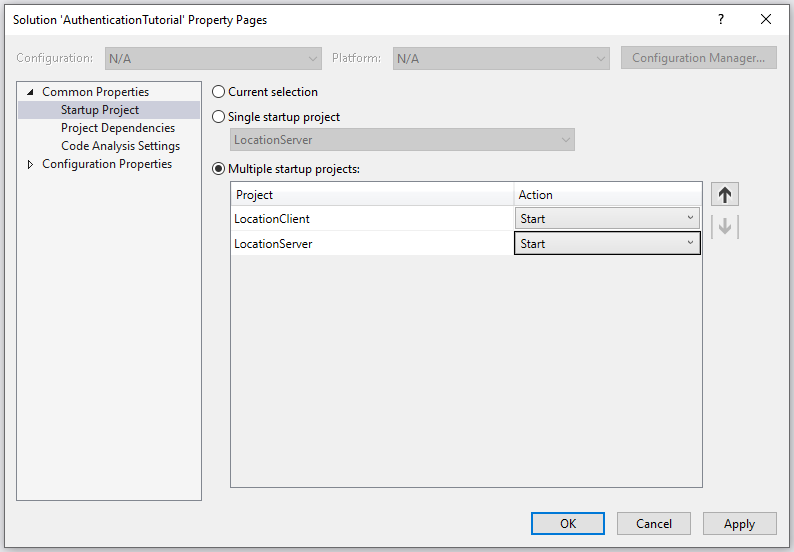 Solution 'AuthenticationTutorial' Property Pages
?
Configuration: N/A Platform: N/A Configuration Manager...
Common Properties
Startup Project
Project Dependencies
Code Analysis Settings
Configuration Properties
Current selection
Single startup project
LocationServer
Multiple startup projects:
Project Action
LocationClient Start
LocationServer Start
OK Cancel Apply